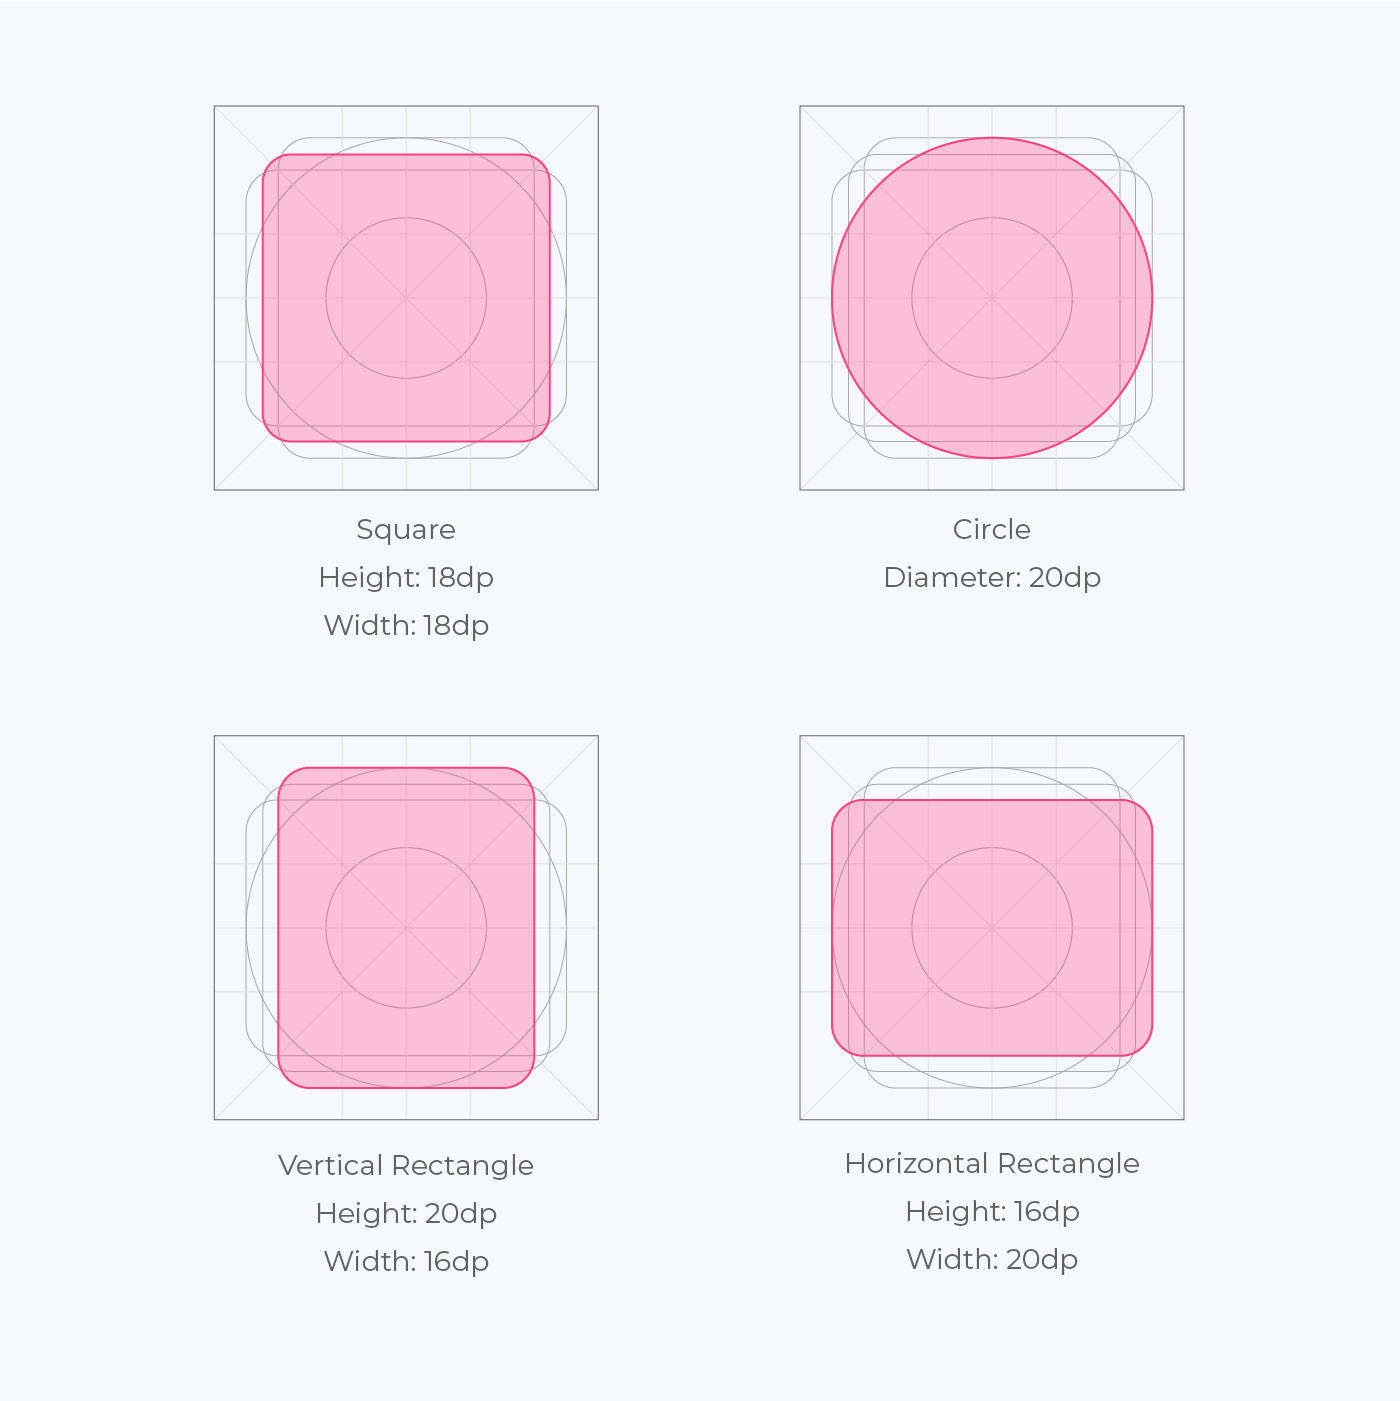 Square
Height: 18dp
Width: 18dp
Circle
Diameter: 20dp
Vertical Rectangle
Height: 20dp
Width: 16dp
Horizontal Rectangle
Height: 16dp
Width: 20dp